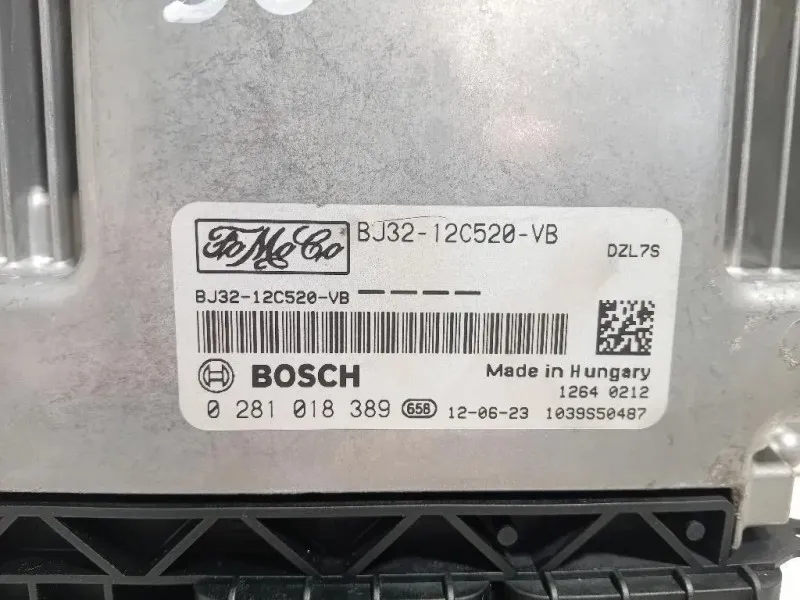 FoMoCo BJ32-12C520-VB DZL7S
BJ32-12C520-VB ————
BOSCH Made in Hungary
1264 0212
0 281 018 389 656 12-06-23 1039S50487